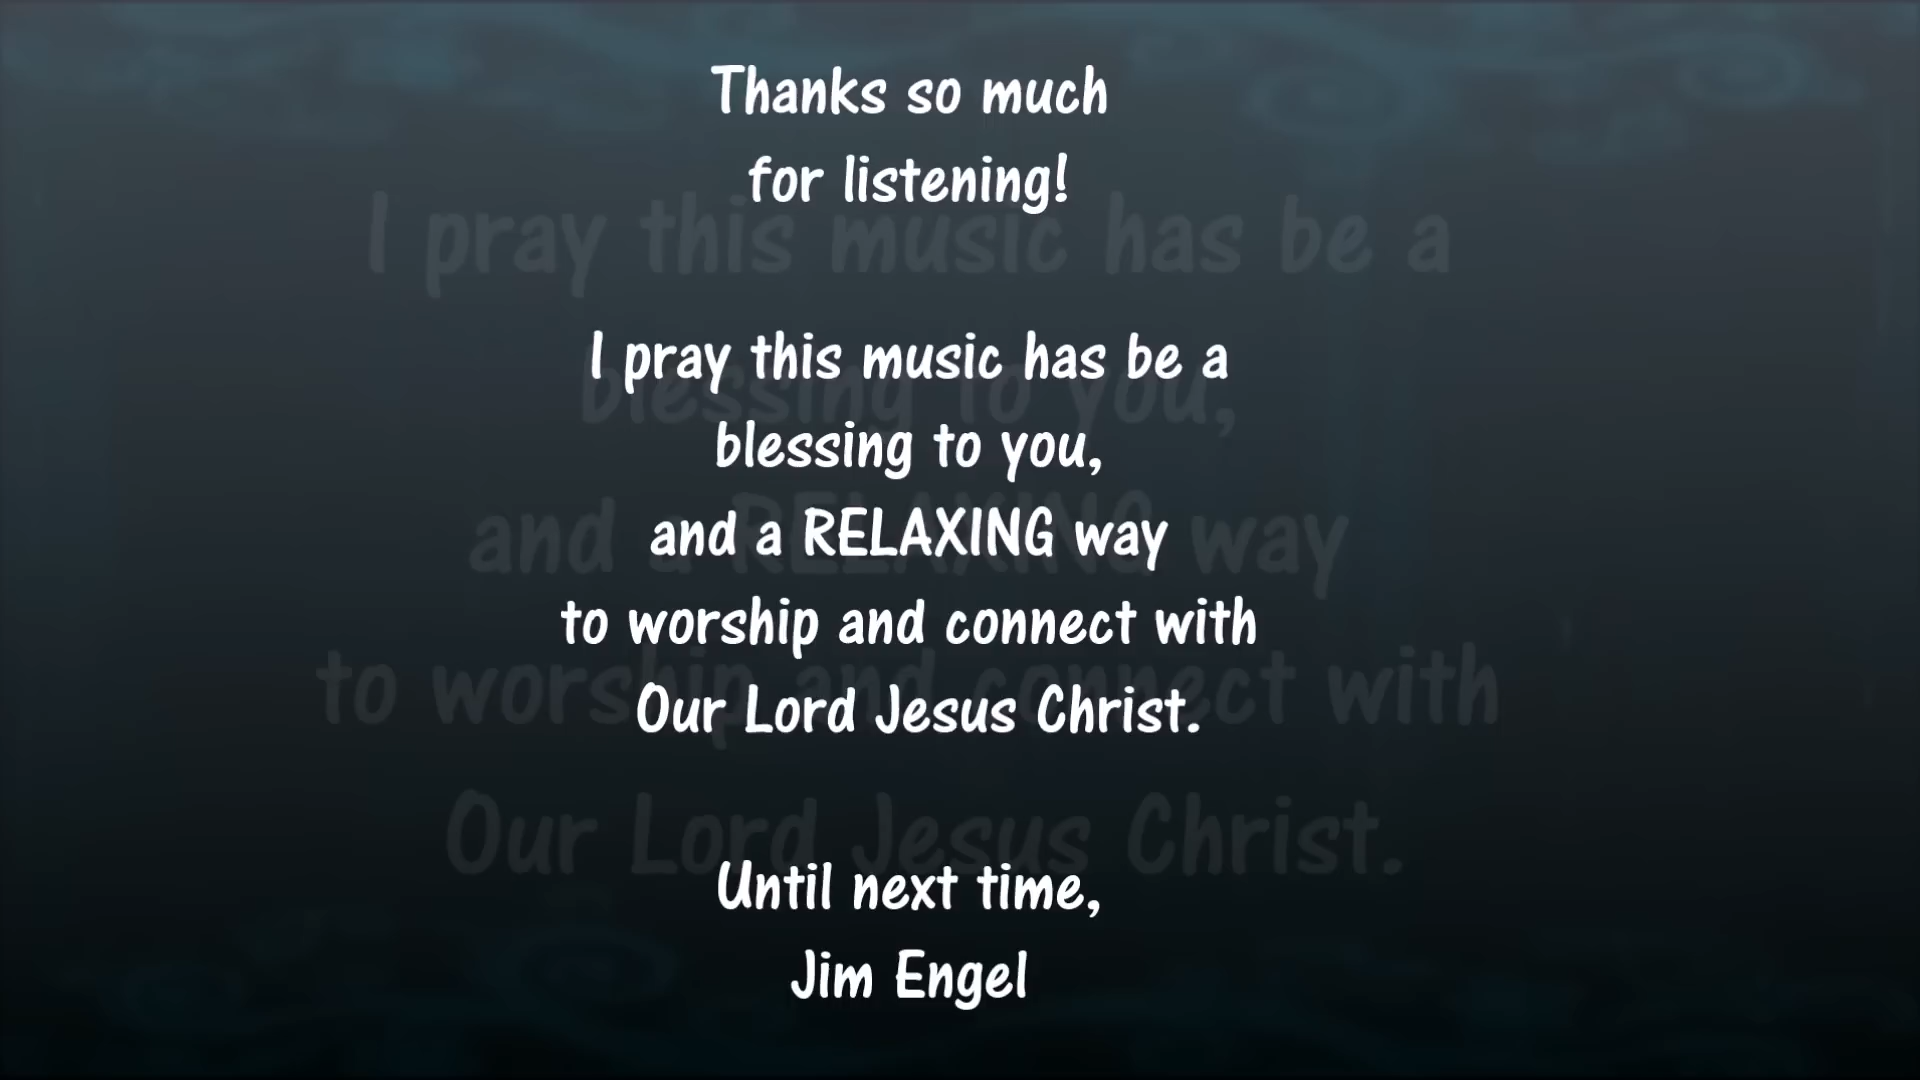 Thanks so much
for listening!
I pray this music has be a
blessing to you,
and a RELAXING way
to worship and connect with
Our Lord Jesus Christ.
Until next time,
Jim Engel